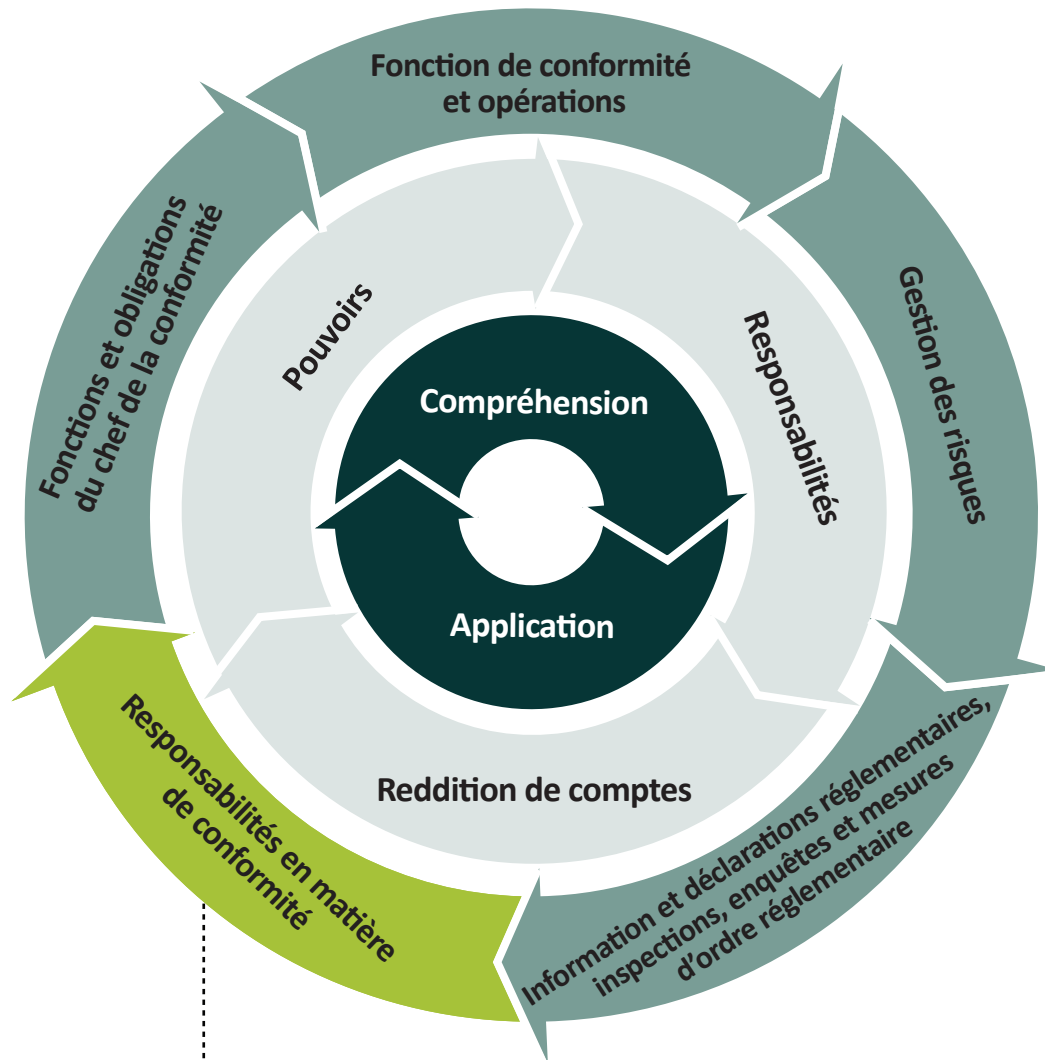 Fonction de conformité
et opérations
Gestion des risques
Information et déclarations réglementaires,
inspections, enquêtes et mesures
d’ordre réglementaire
Responsabilités en matière
de conformité
Fonctions et obligations
du chef de la conformité
Pouvoirs
Responsabilités
Reddition de comptes
Compréhension
Application